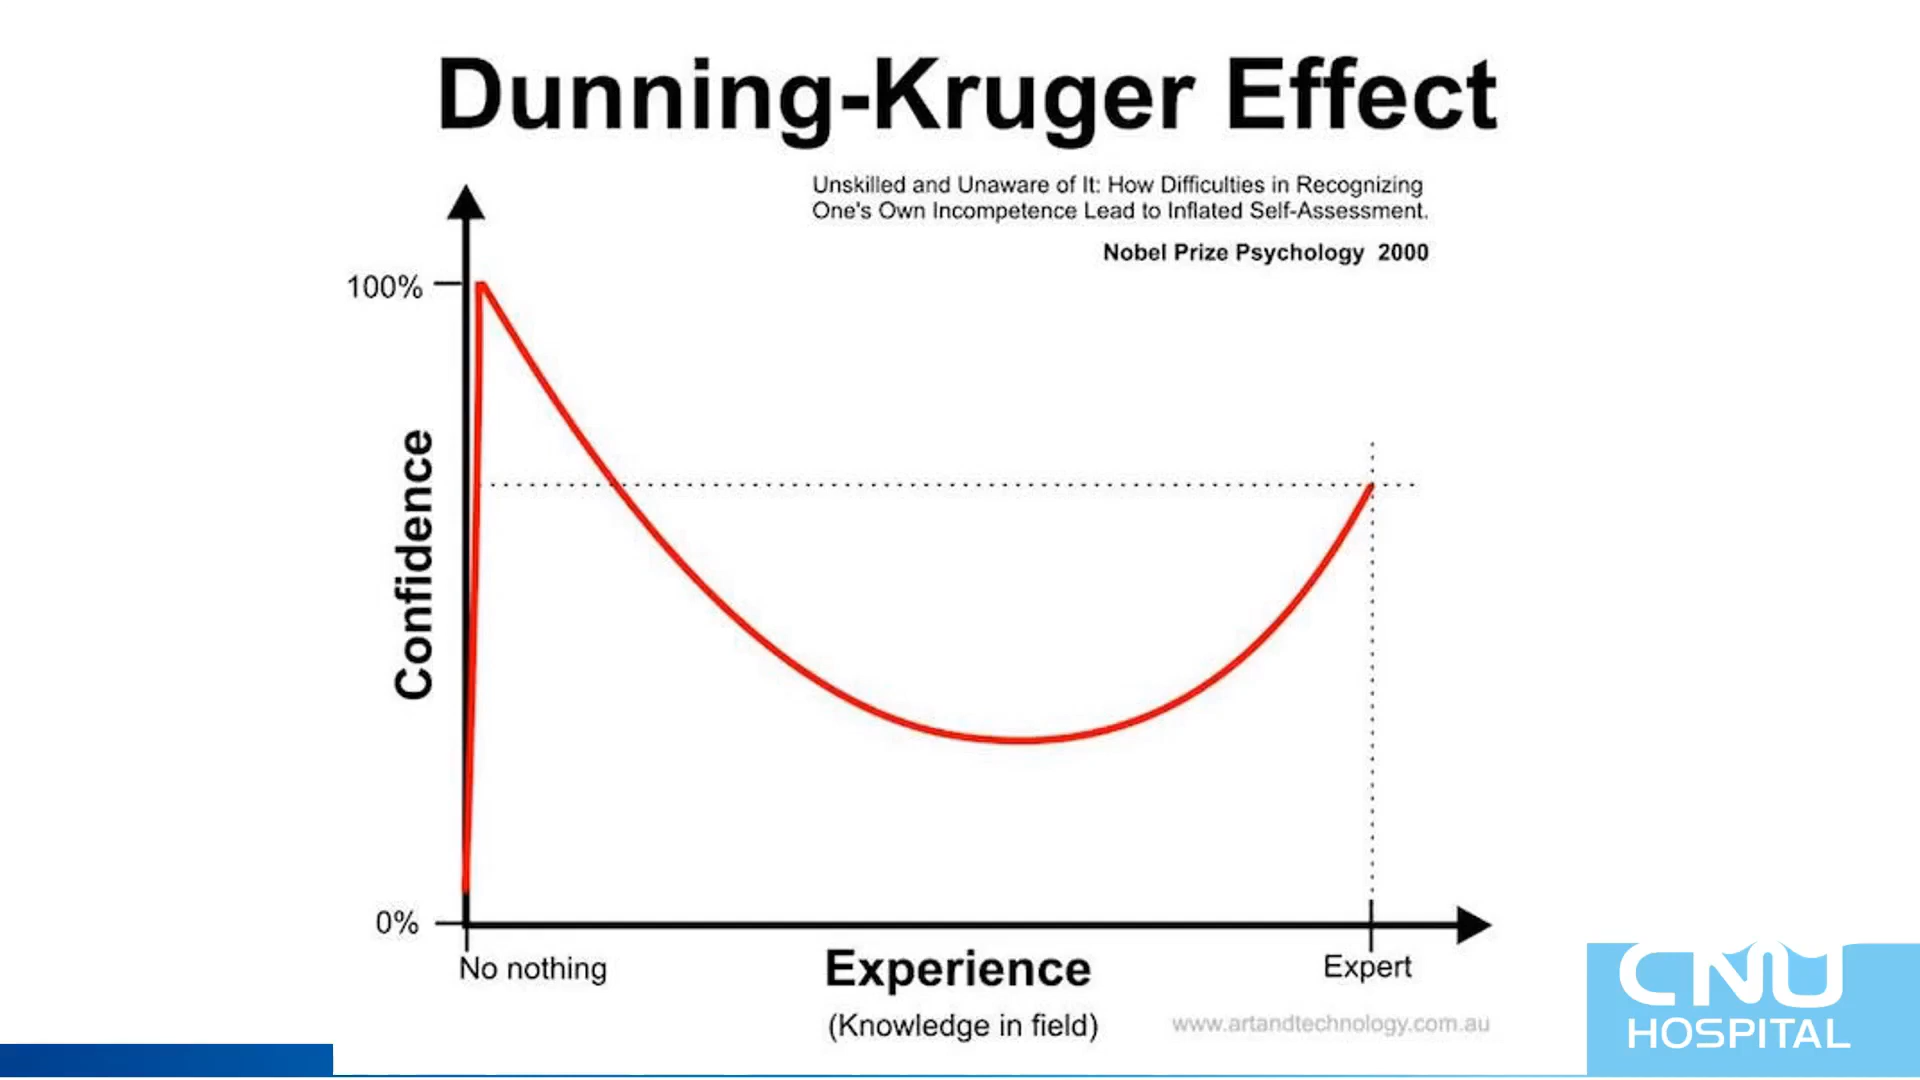 Dunning-Kruger Effect
Unskilled and Unaware of It: How Difficulties in Recognizing
One's Own Incompetence Lead to Inflated Self-Assessment.
Nobel Prize Psychology 2000
100%
Confidence
0%
No nothing
Experience
Expert
(Knowledge in field)
www.artandtechnology.com.au
CNU
HOSPITAL